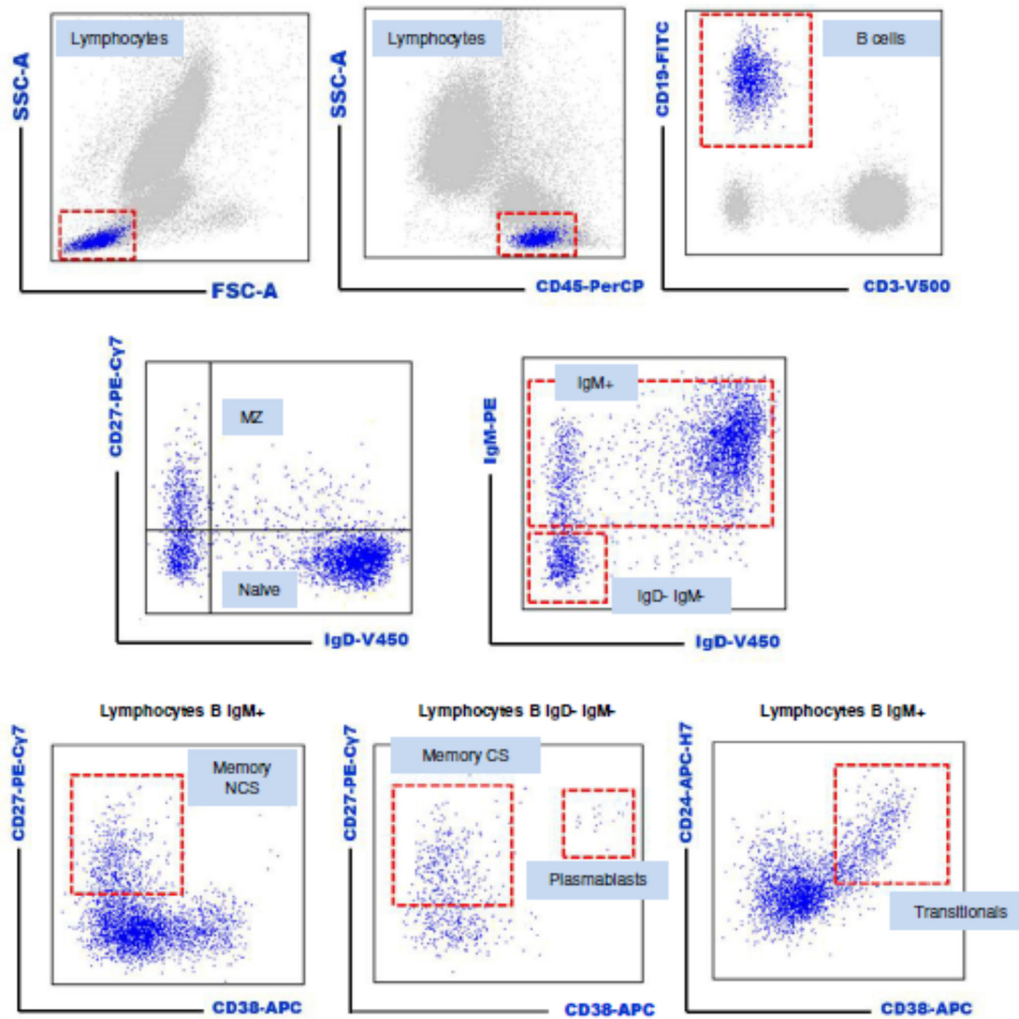 Lymphocytes
SSC-A
FSC-A
Lymphocytes
SSC-A
CD45-PerCP
B cells
CD19-FITC
CD3-V500
CD27-PE-Cy7
MZ
Naive
IgD-V450
IgM-PE
IgM+
IgD- IgM-
IgD-V450
Lymphocytes B IgM+
CD27-PE-Cy7
Memory
NCS
CD38-APC
Lymphocytes B IgD- IgM-
CD27-PE-Cy7
Memory CS
Plasmablasts
CD38-APC
Lymphocytes B IgM+
CD24-APC-H7
Transitionals
CD38-APC